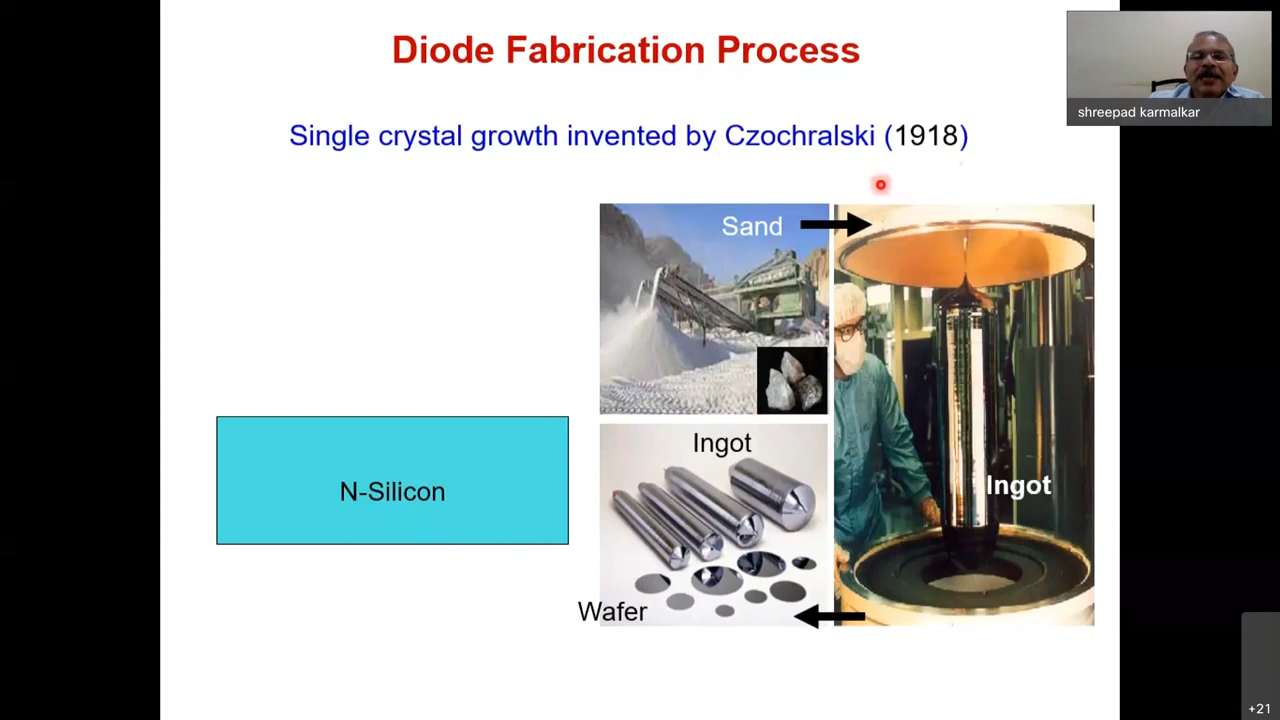 Diode Fabrication Process
shreepad karmalkar
Single crystal growth invented by Czochralski (1918)
Sand
Ingot
Ingot
N-Silicon
Wafer
+21